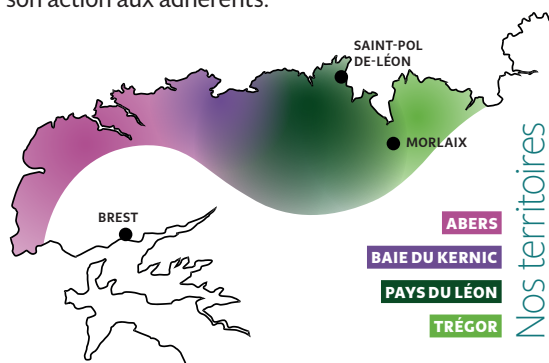 son action aux adhérents.
SAINT-POL
DE-LÉON
MORLAIX
BREST
ABERS
BAIE DU KERNIC
PAYS DU LÉON
TRÉGOR
Nos territoires